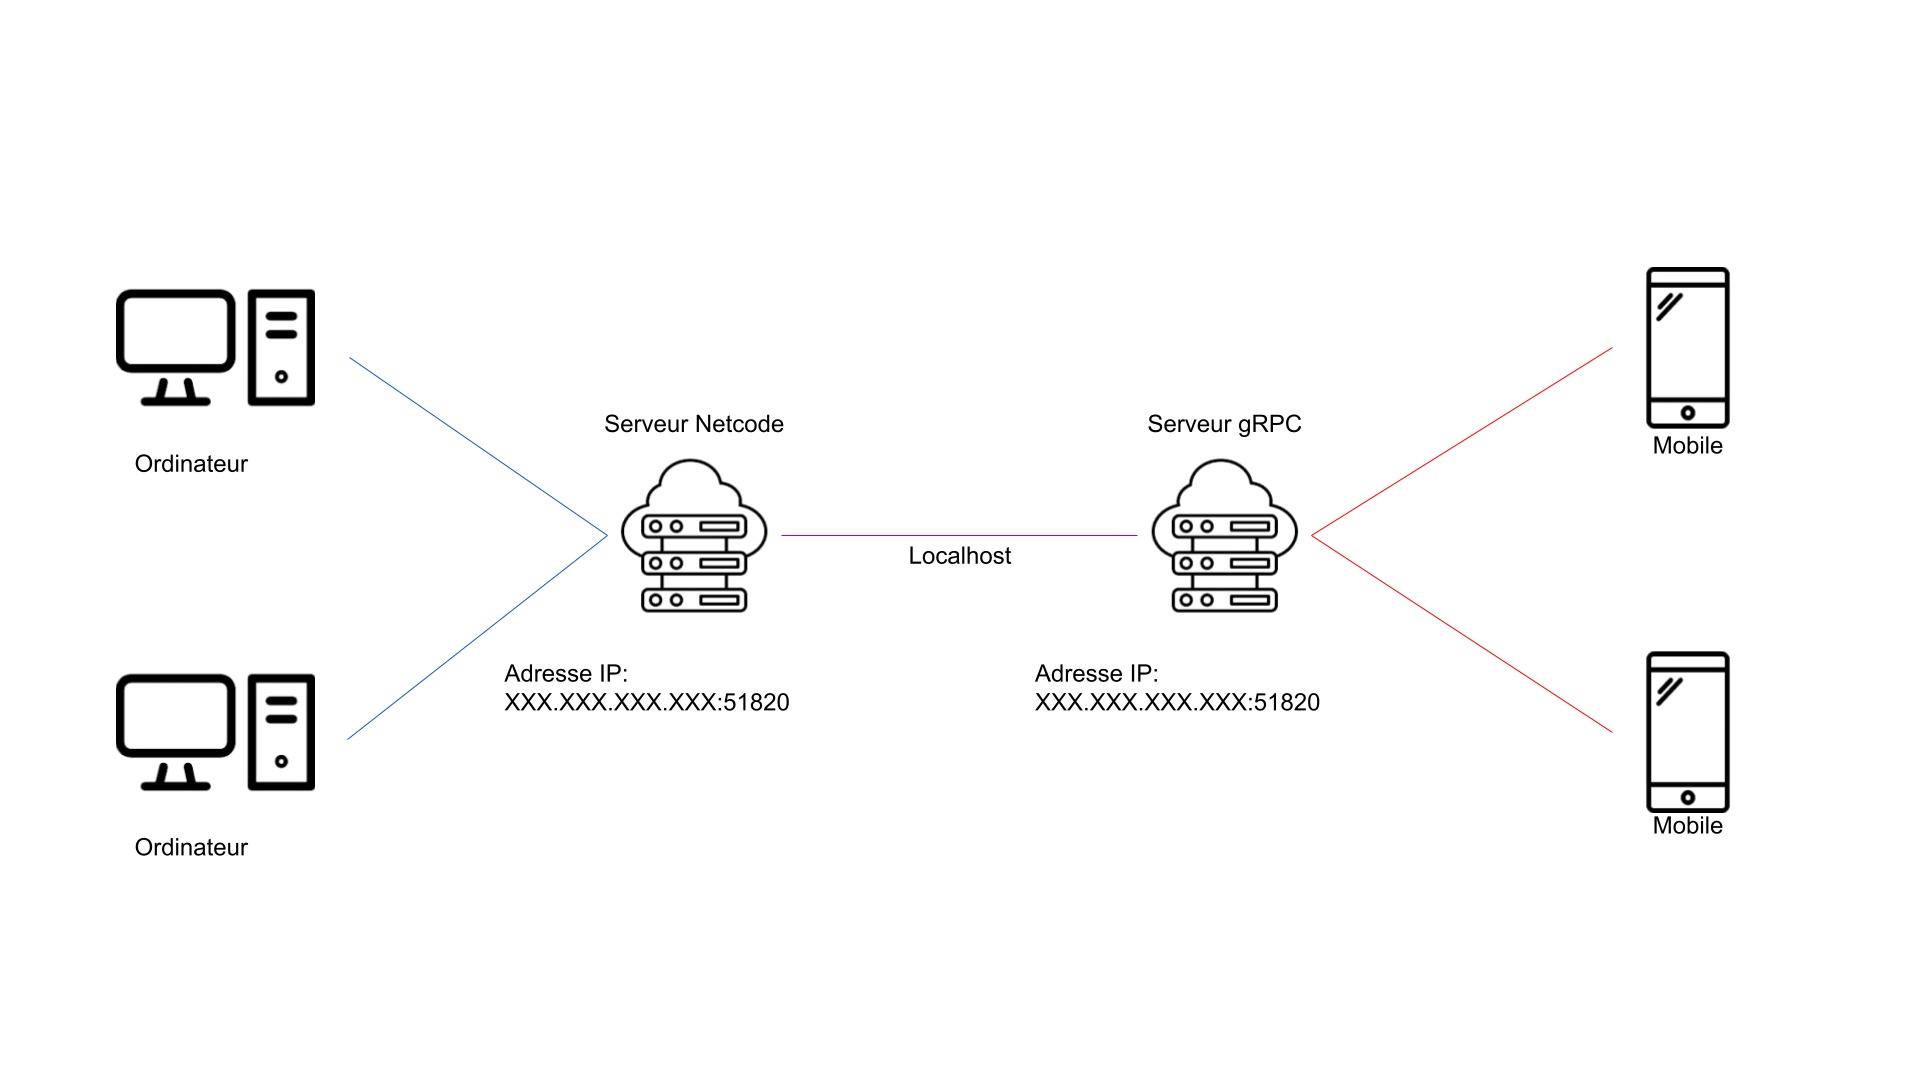 Serveur Netcode
Serveur gRPC
Mobile
Ordinateur
Localhost
Adresse IP:
XXX.XXX.XXX.XXX:51820
Adresse IP:
XXX.XXX.XXX.XXX:51820
Mobile
Ordinateur